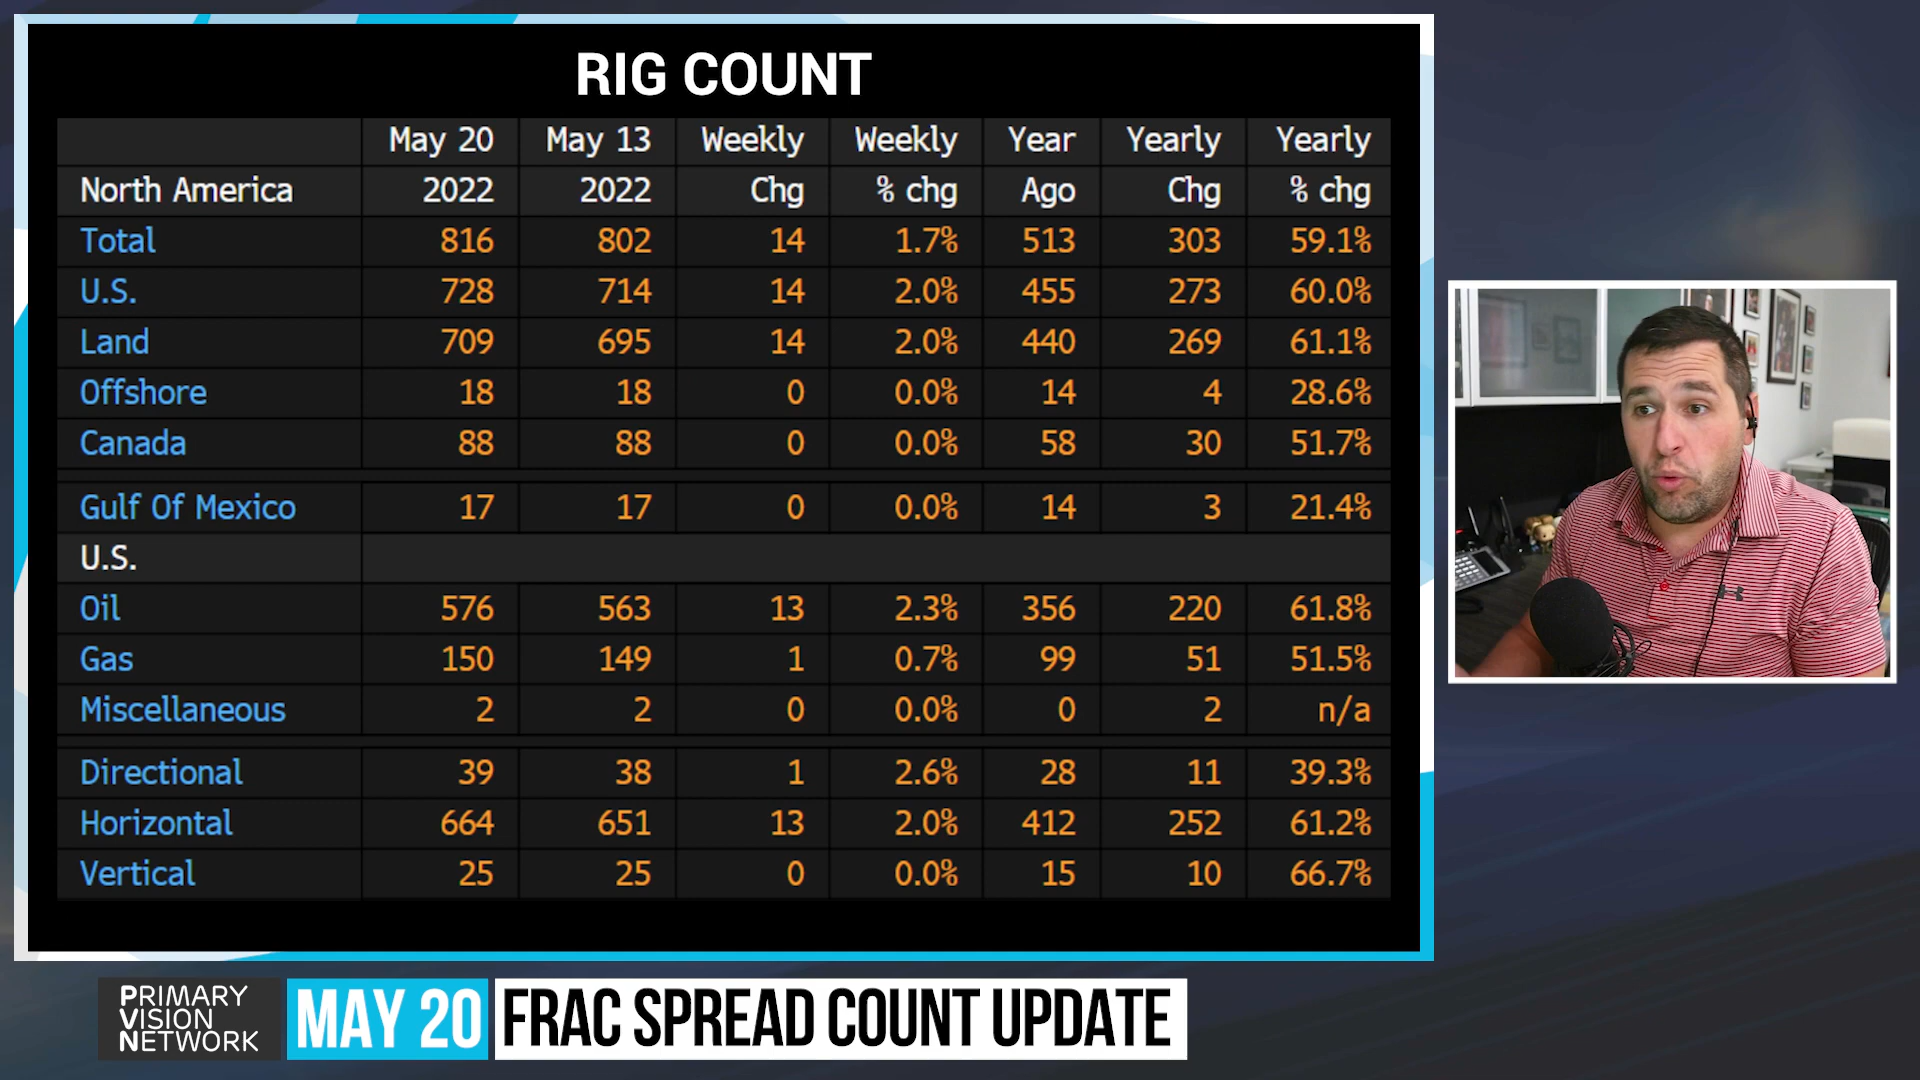 RIG COUNT
May 20 May 13 Weekly Weekly Year Yearly Yearly
North America 2022 2022 Chg % chg Ago Chg % chg
Total 816 802 14 1.7% 513 303 59.1%
U.S. 728 714 14 2.0% 455 273 60.0%
Land 709 695 14 2.0% 440 269 61.1%
Offshore 18 18 0 0.0% 14 4 28.6%
Canada 88 88 0 0.0% 58 30 51.7%
Gulf Of Mexico 17 17 0 0.0% 14 3 21.4%
U.S.
Oil 576 563 13 2.3% 356 220 61.8%
Gas 150 149 1 0.7% 99 51 51.5%
Miscellaneous 2 2 0 0.0% 0 2 n/a
Directional 39 38 1 2.6% 28 11 39.3%
Horizontal 664 651 13 2.0% 412 252 61.2%
Vertical 25 25 0 0.0% 15 10 66.7%
PRIMARY
VISION
NETWORK
MAY 20 FRAC SPREAD COUNT UPDATE